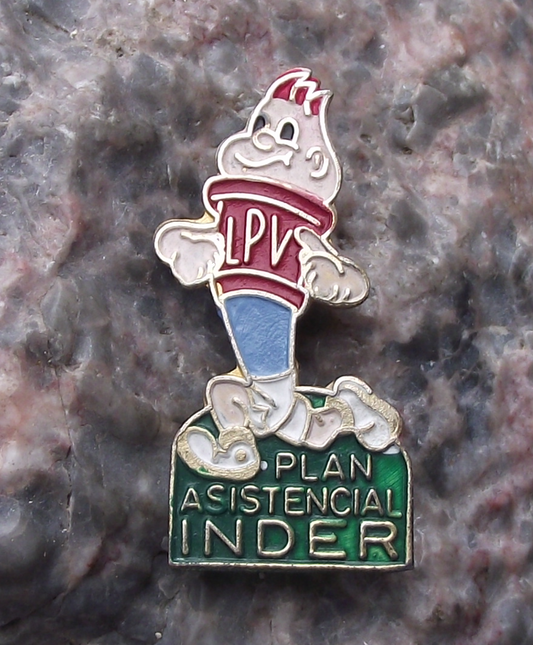 LPV
PLAN
ASISTENCIAL
INDER